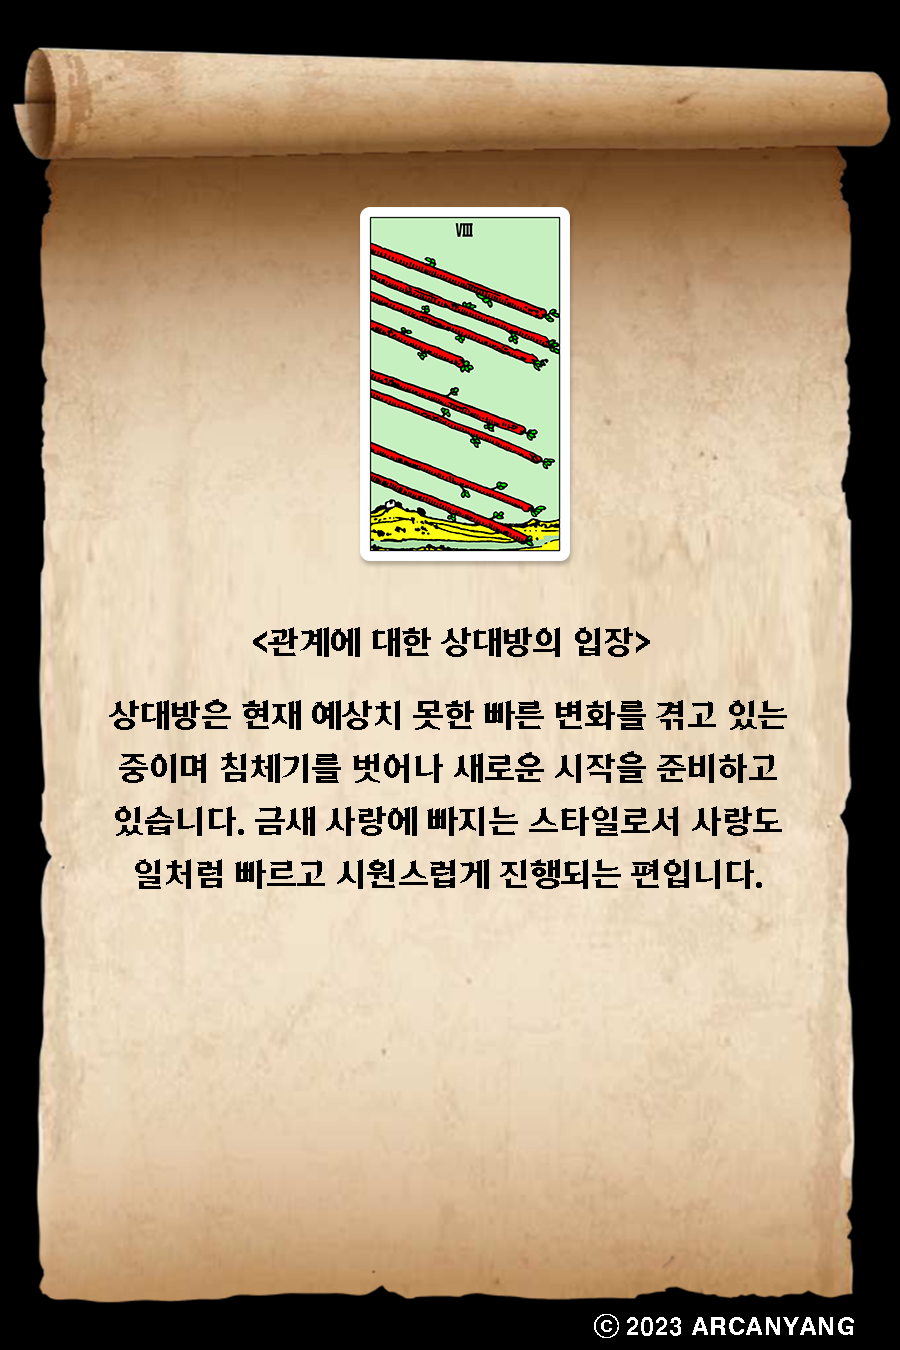 VIII
<관계에 대한 상대방의 입장>
상대방은 현재 예상치 못한 빠른 변화를 겪고 있는
중이며 침체기를 벗어나 새로운 시작을 준비하고
있습니다. 금새 사랑에 빠지는 스타일로서 사랑도
일처럼 빠르고 시원스럽게 진행되는 편입니다.
ⓒ 2023 ARCANYANG